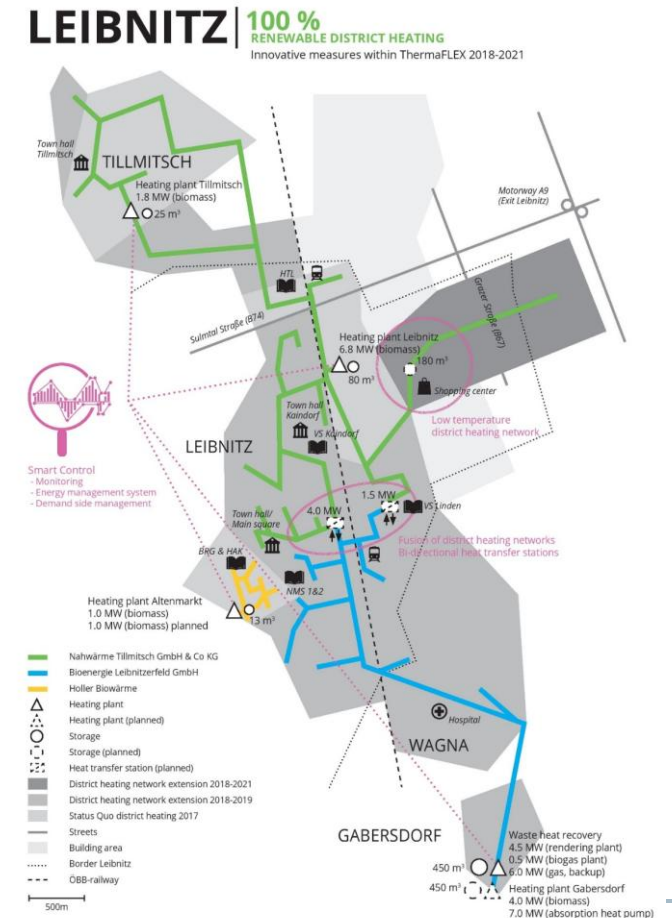 LEIBNITZ
100 %
RENEWABLE DISTRICT HEATING
Innovative measures within ThermaFLEX 2018-2021
Town hall
Tillmitsch
TILLMITSCH
Heating plant Tillmitsch
1.8 MW (biomass)
25 m³
Motorway A9
(Exit Leibnitz)
HTL
Grazer Straße (B67)
Sulmtal Straße (B74)
Heating plant Leibnitz
6.8 MW (biomass)
80 m³
180 m³
Shopping center
Low temperature
district heating network
Town hall
Kaindorf
VS Kaindorf
LEIBNITZ
Smart Control
- Monitoring
- Energy management system
- Demand side management
1.5 MW
4.0 MW
VS Linden
Town hall/
Main square
Fusion of district heating networks
Bi-directional heat transfer stations
BRG & HAK
NMS 1&2
Heating plant Altenmarkt
1.0 MW (biomass)
1.0 MW (biomass) planned
13 m³
Nahwärme Tillmitsch GmbH & Co KG
Bioenergie Leibnitzerfeld GmbH
Holler Biowärme
Heating plant
Heating plant (planned)
Storage
Storage (planned)
Heat transfer station (planned)
District heating network extension 2018-2021
District heating network extension 2018-2019
Status Quo district heating 2017
Streets
Building area
Border Leibnitz
ÖBB-railway
500m
Hospital
WAGNA
GABERSDORF
Waste heat recovery
4.5 MW (rendering plant)
0.5 MW (biogas plant)
6.0 MW (gas, backup)
450 m³
450 m³
Heating plant Gabersdorf
4.0 MW (biomass)
7.0 MW (absorption heat pump)